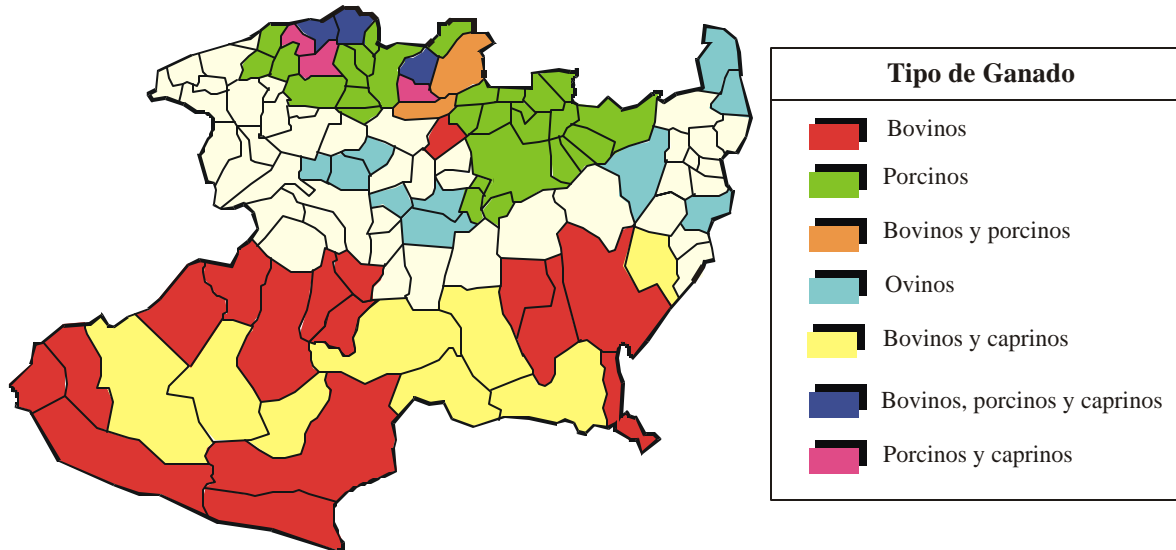 Tipo de Ganado
Bovinos
Porcinos
Bovinos y porcinos
Ovinos
Bovinos y caprinos
Bovinos, porcinos y caprinos
Porcinos y caprinos